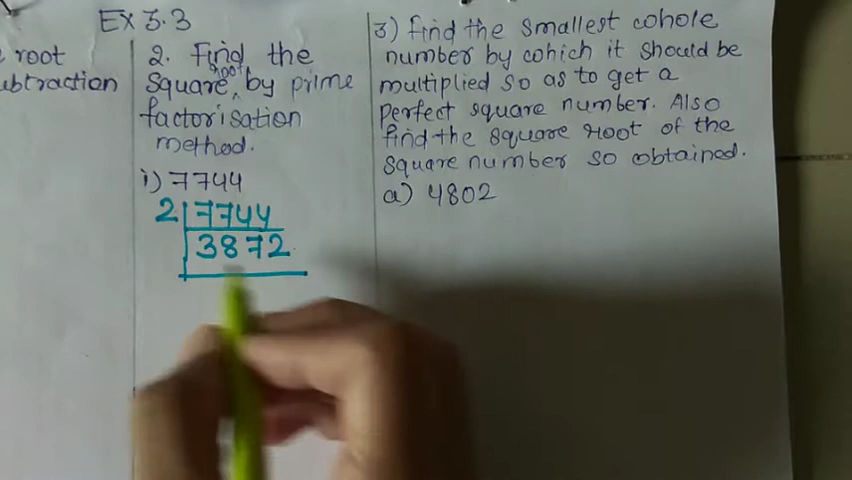 Ex 3.3
root
ubtraction
2. Find the
square root by prime
factorisation
method.
i) 7744
2 | 7744
3872
3) find the smallest whole
number by which it should be
multiplied so as to get a
perfect square number. Also
find the square root of the
square number so obtained.
a) 4802